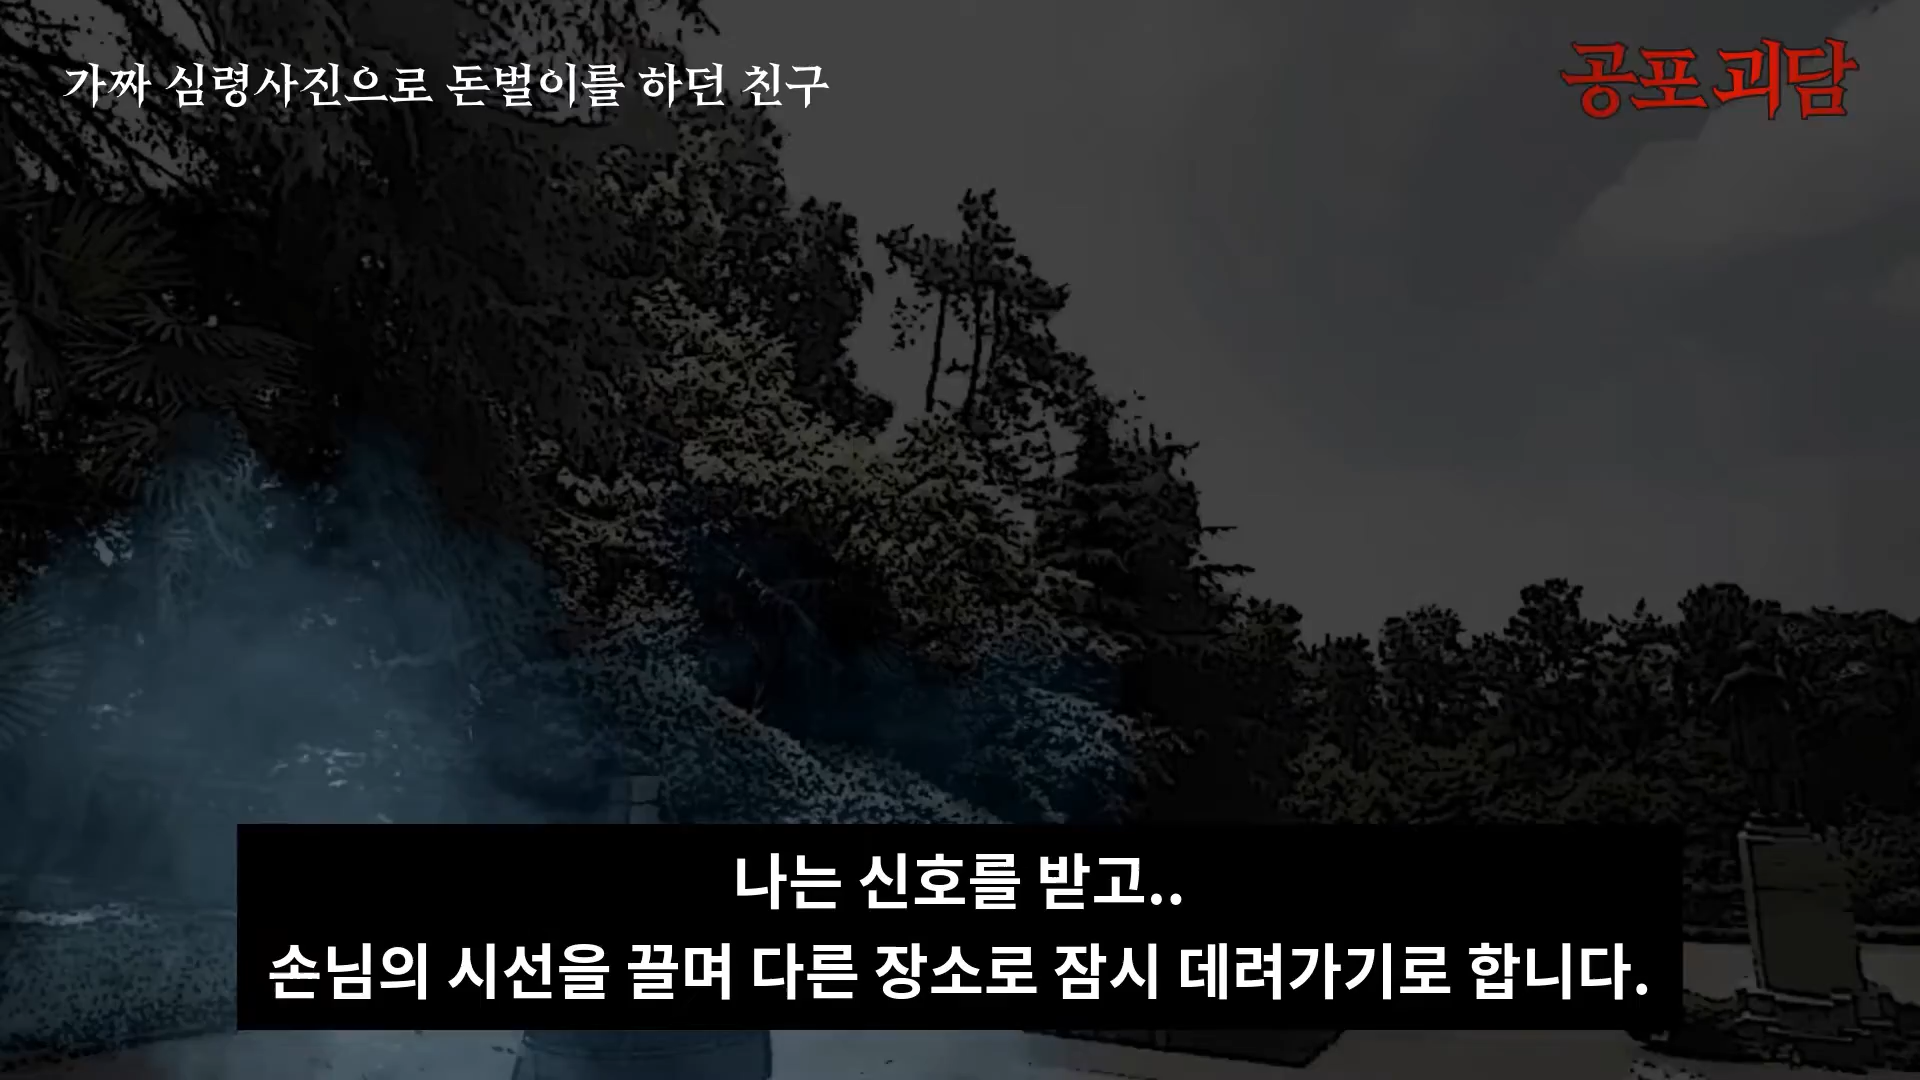 가짜 심령사진으로 돈벌이를 하던 친구
공포 괴담
나는 신호를 받고..
손님의 시선을 끌며 다른 장소로 잠시 데려가기로 합니다.